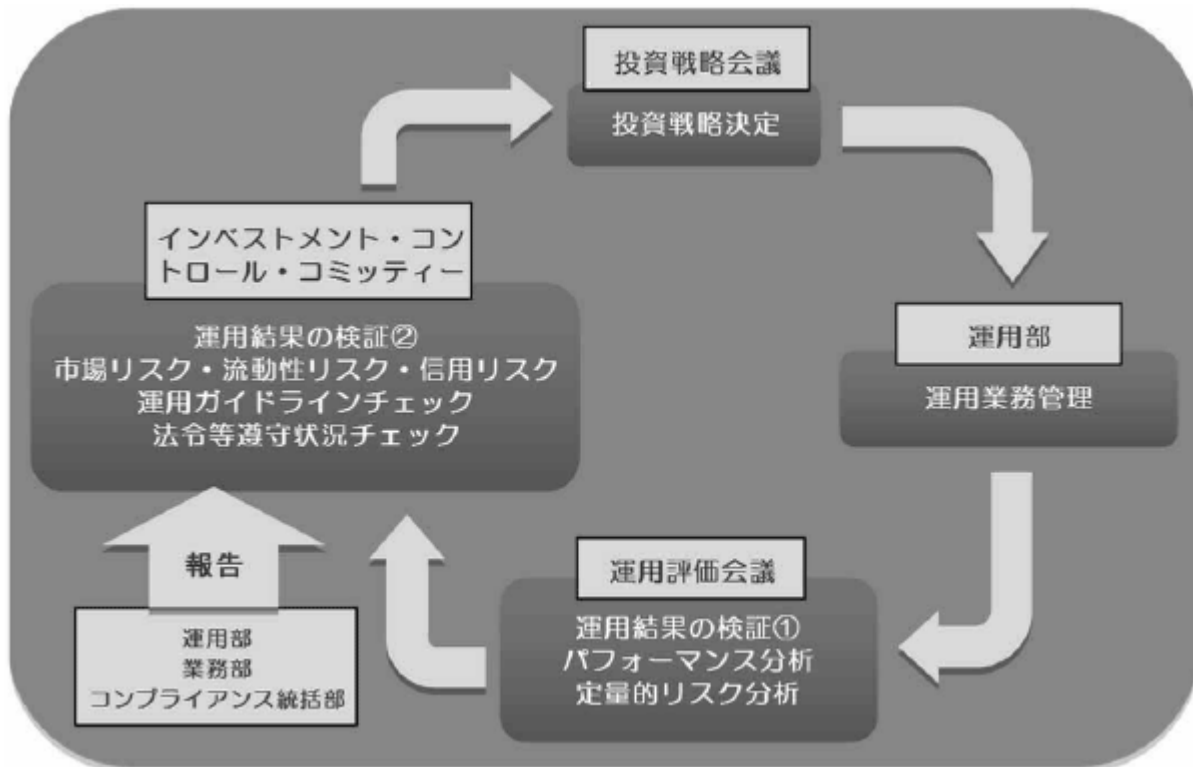 投資戦略会議
投資戦略決定
運用部
運用業務管理
運用評価会議
運用結果の検証①
パフォーマンス分析
定量的リスク分析
インベストメント・コン
トロール・コミッティー
運用結果の検証②
市場リスク・流動性リスク・信用リスク
運用ガイドラインチェック
法令等遵守状況チェック
報告
運用部
業務部
コンプライアンス統括部